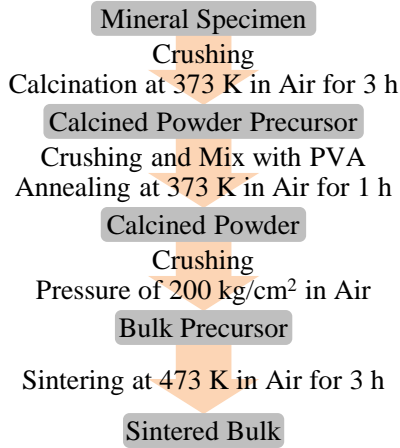 Mineral Specimen
Crushing
Calcination at 373 K in Air for 3 h
Calcined Powder Precursor
Crushing and Mix with PVA
Annealing at 373 K in Air for 1 h
Calcined Powder
Crushing
Pressure of 200 kg/cm² in Air
Bulk Precursor
Sintering at 473 K in Air for 3 h
Sintered Bulk